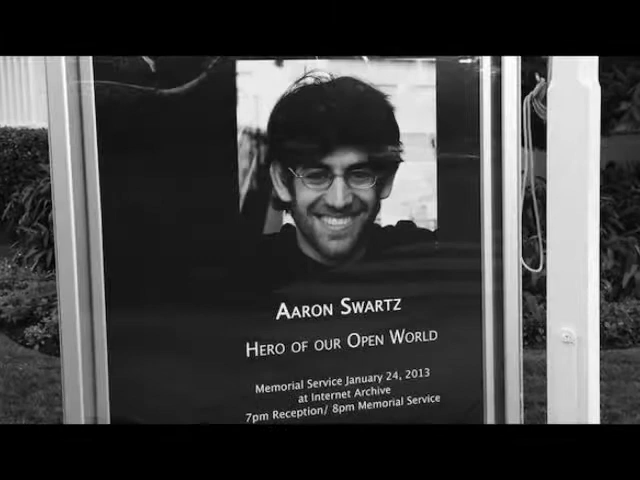 Aaron Swartz
Hero of our Open World
Memorial Service January 24, 2013
at Internet Archive
7pm Reception/ 8pm Memorial Service